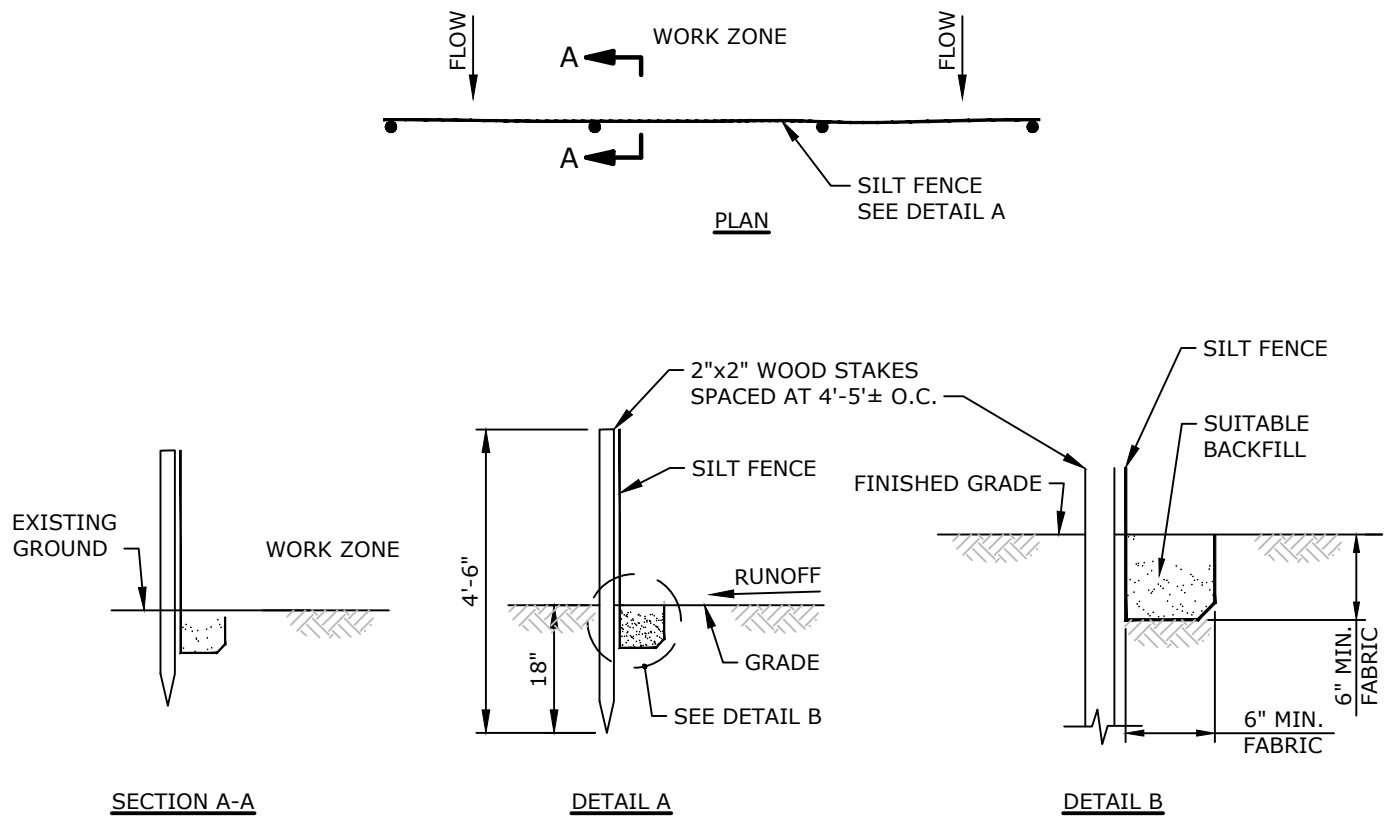 FLOW
A
WORK ZONE
FLOW
A
SILT FENCE
SEE DETAIL A
PLAN
EXISTING
GROUND
WORK ZONE
SECTION A-A
2"x2" WOOD STAKES
SPACED AT 4'-5'± O.C.
SILT FENCE
4'-6"
RUNOFF
18"
GRADE
SEE DETAIL B
DETAIL A
SILT FENCE
SUITABLE
BACKFILL
FINISHED GRADE
6" MIN.
FABRIC
6" MIN.
FABRIC
DETAIL B